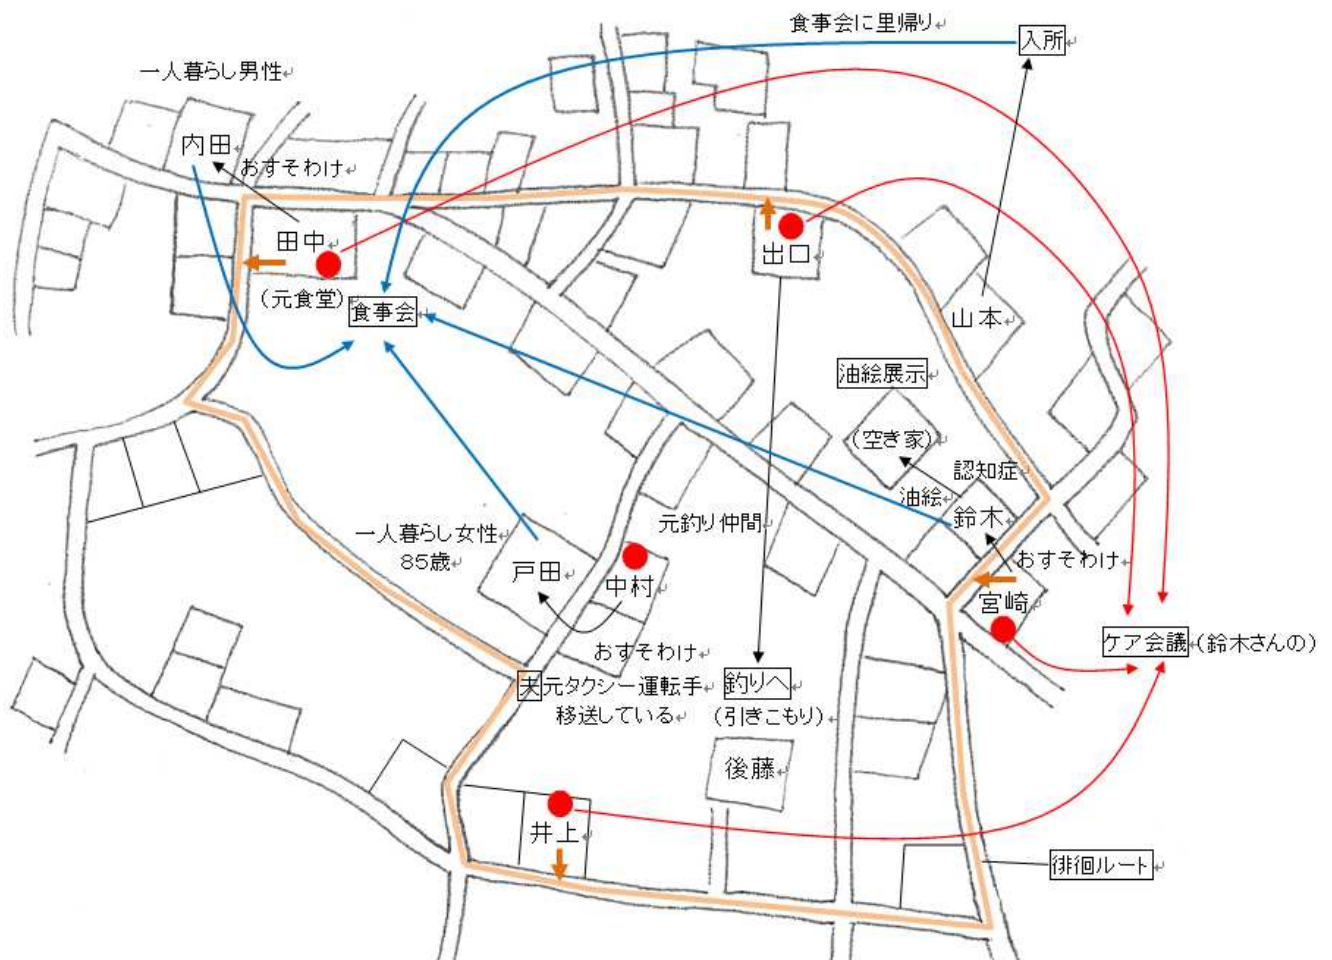 食事会に里帰り
入所
一人暮らし男性
内田
おすそわけ
田中
(元食堂)
食事会
出口
山本
油絵展示
(空き家)
認知症
油絵
鈴木
元釣り仲間
おすそわけ
宮崎
一人暮らし女性
85歳
戸田
中村
おすそわけ
ケア会議(鈴木さんの)
夫元タクシー運転手
移送している
釣りへ
(引きこもり)
後藤
井上
徘徊ルート